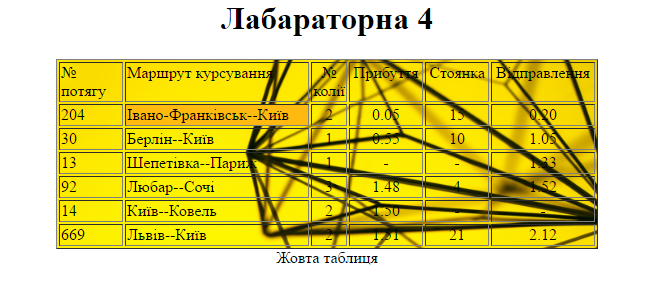 Лабараторна 4
№ потягу Маршрут курсування № колії Прибуття Стоянка Відправлення
204 Івано-Франківськ--Київ 2 0.05 15 0.20
30 Берлін--Київ 1 0.55 10 1.05
13 Шепетівка--Париж 1 - - 1.33
92 Любар--Сочі 3 1.48 4 1.52
14 Київ--Ковель 2 1.50 - -
669 Львів--Київ 2 1.51 21 2.12
Жовта таблиця